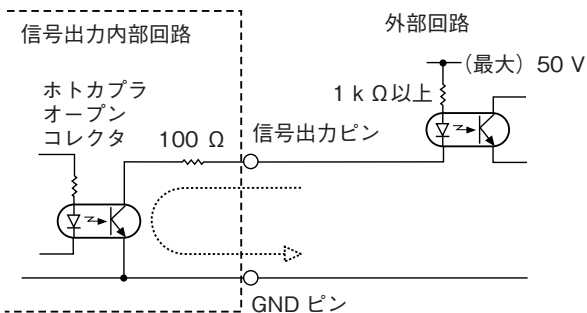 信号出力内部回路
外部回路
(最大) 50 V
1 k Ω以上
ホトカプラ
オープン
コレクタ
100 Ω
信号出力ピン
GND ピン